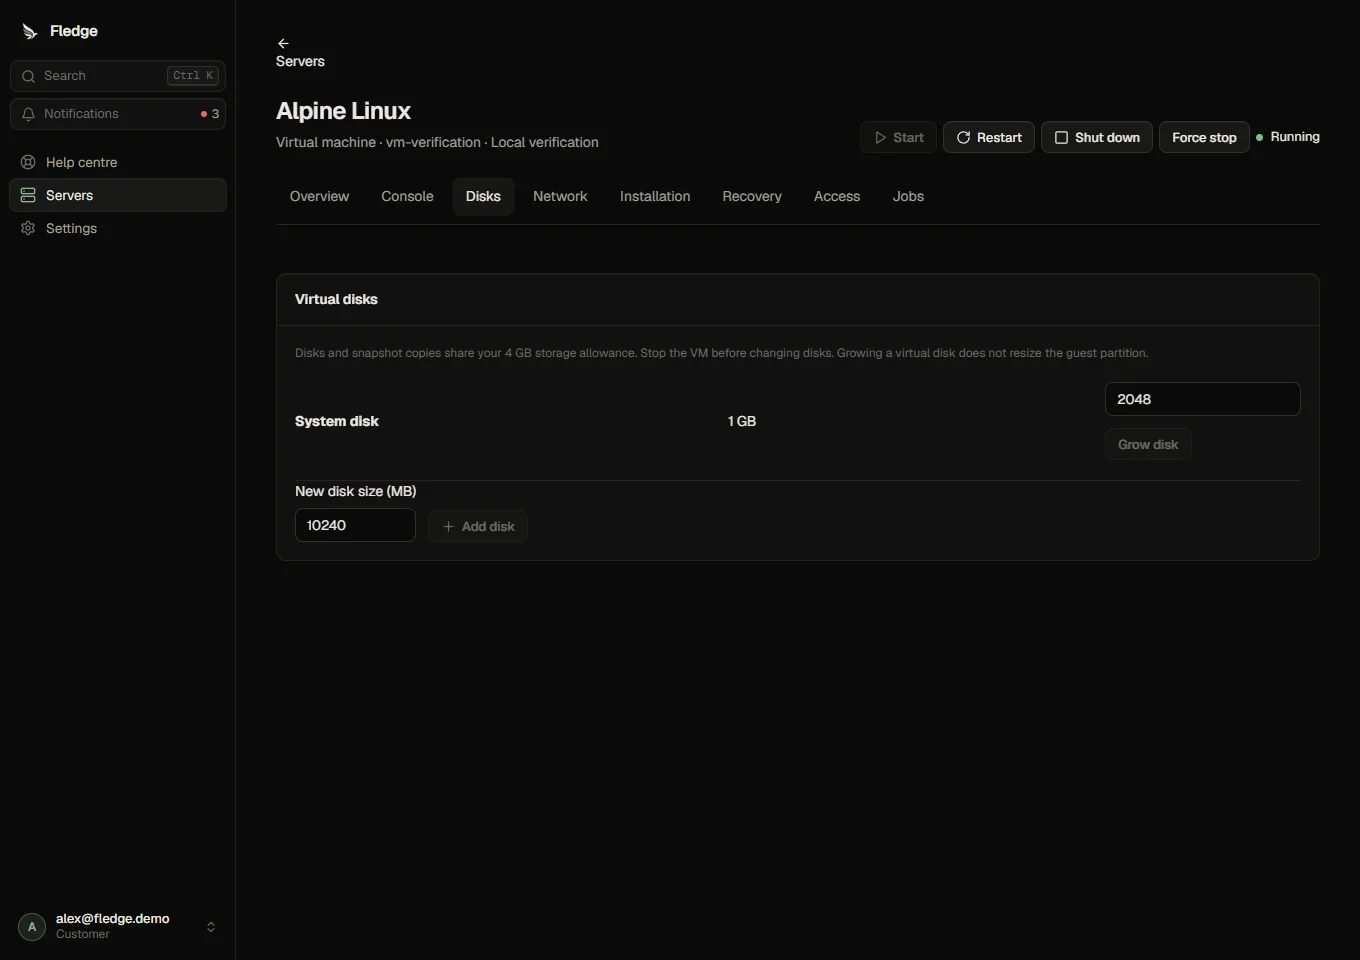 Fledge
Search Ctrl K
Notifications 3
Help centre
Servers
Settings
Servers
Alpine Linux
Virtual machine · vm-verification · Local verification
Start Restart Shut down Force stop Running
Overview Console Disks Network Installation Recovery Access Jobs
Virtual disks
Disks and snapshot copies share your 4 GB storage allowance. Stop the VM before changing disks. Growing a virtual disk does not resize the guest partition.
System disk 1 GB 2048
Grow disk
New disk size (MB)
10240 Add disk
A alex@fledge.demo
Customer